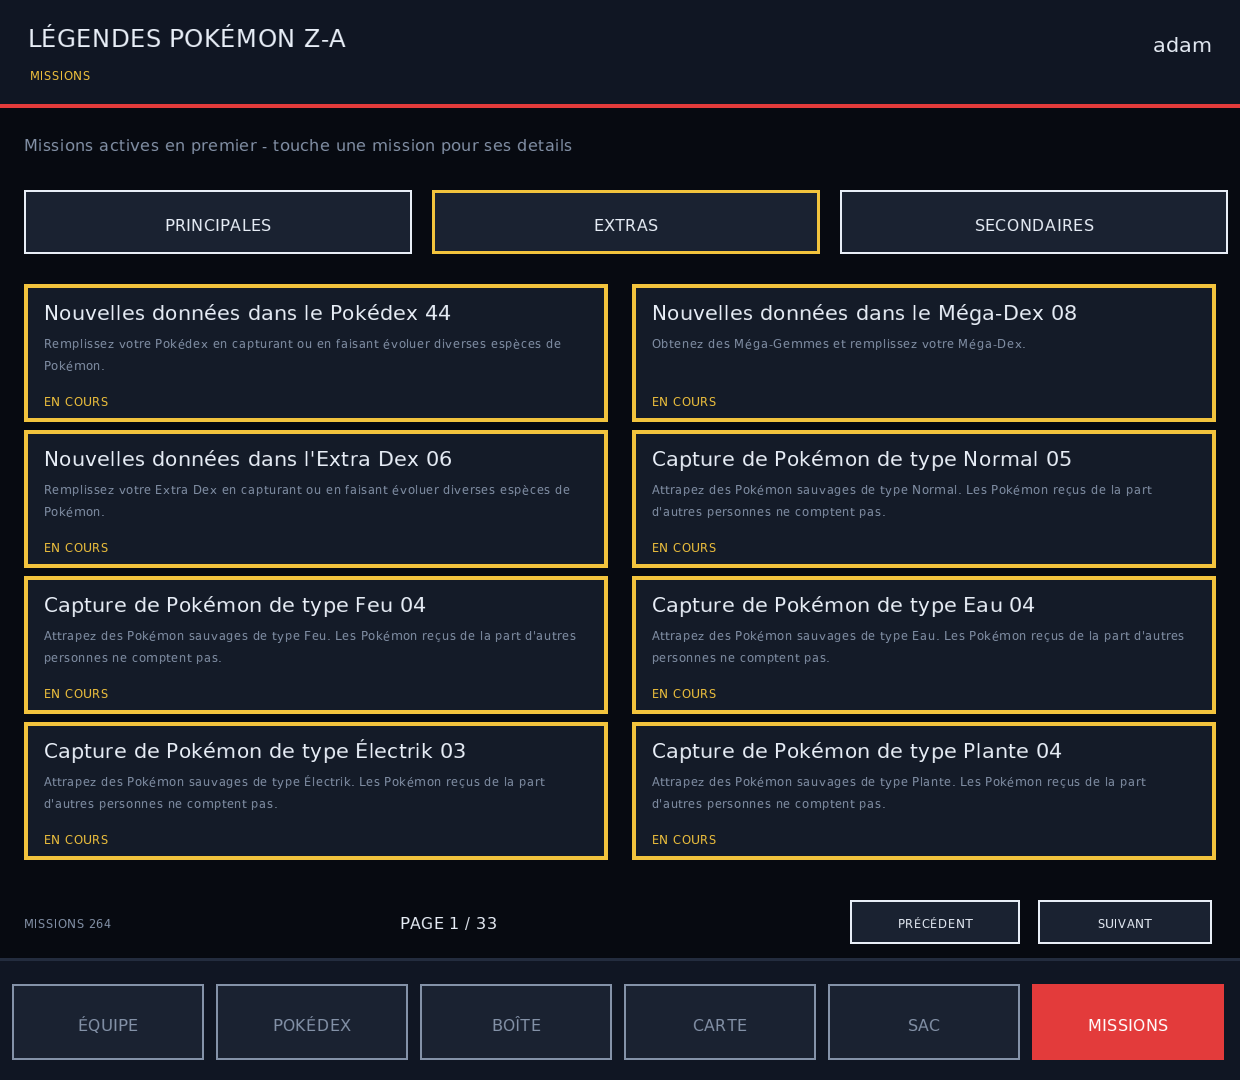 LÉGENDES POKÉMON Z-A
adam
MISSIONS
Missions actives en premier - touche une mission pour ses details
PRINCIPALES
EXTRAS
SECONDAIRES
Nouvelles données dans le Pokédex 44
Remplissez votre Pokédex en capturant ou en faisant évoluer diverses espèces de
Pokémon.
EN COURS
Nouvelles données dans le Méga-Dex 08
Obtenez des Méga-Gemmes et remplissez votre Méga-Dex.
EN COURS
Nouvelles données dans l'Extra Dex 06
Remplissez votre Extra Dex en capturant ou en faisant évoluer diverses espèces de
Pokémon.
EN COURS
Capture de Pokémon de type Normal 05
Attrapez des Pokémon sauvages de type Normal. Les Pokémon reçus de la part
d'autres personnes ne comptent pas.
EN COURS
Capture de Pokémon de type Feu 04
Attrapez des Pokémon sauvages de type Feu. Les Pokémon reçus de la part d'autres
personnes ne comptent pas.
EN COURS
Capture de Pokémon de type Eau 04
Attrapez des Pokémon sauvages de type Eau. Les Pokémon reçus de la part d'autres
personnes ne comptent pas.
EN COURS
Capture de Pokémon de type Électrik 03
Attrapez des Pokémon sauvages de type Électrik. Les Pokémon reçus de la part
d'autres personnes ne comptent pas.
EN COURS
Capture de Pokémon de type Plante 04
Attrapez des Pokémon sauvages de type Plante. Les Pokémon reçus de la part
d'autres personnes ne comptent pas.
EN COURS
MISSIONS 264
PAGE 1 / 33
PRÉCÉDENT
SUIVANT
ÉQUIPE
POKÉDEX
BOÎTE
CARTE
SAC
MISSIONS